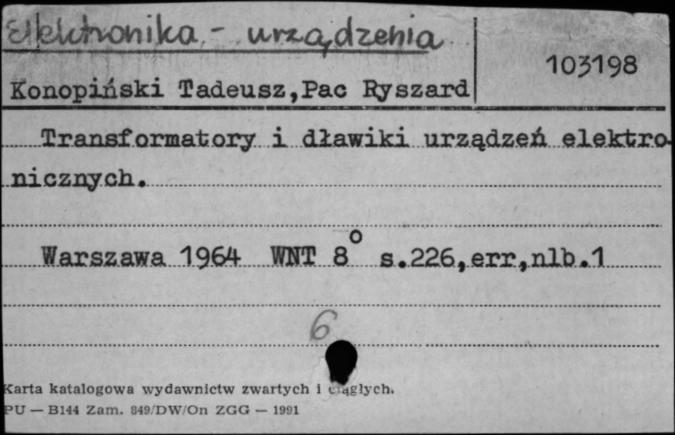 Elektronika - urządzenia
103198
Konopiński Tadeusz,Pac Ryszard
Transformatory i dławiki urządzeń elektro-
nicznych.
Warszawa 1964 WNT 8° s.226,err,nlb.1
6
Karta katalogowa wydawnictw zwartych i ciągłych.
PU — B144 Zam. 849/DW/On ZGG — 1991